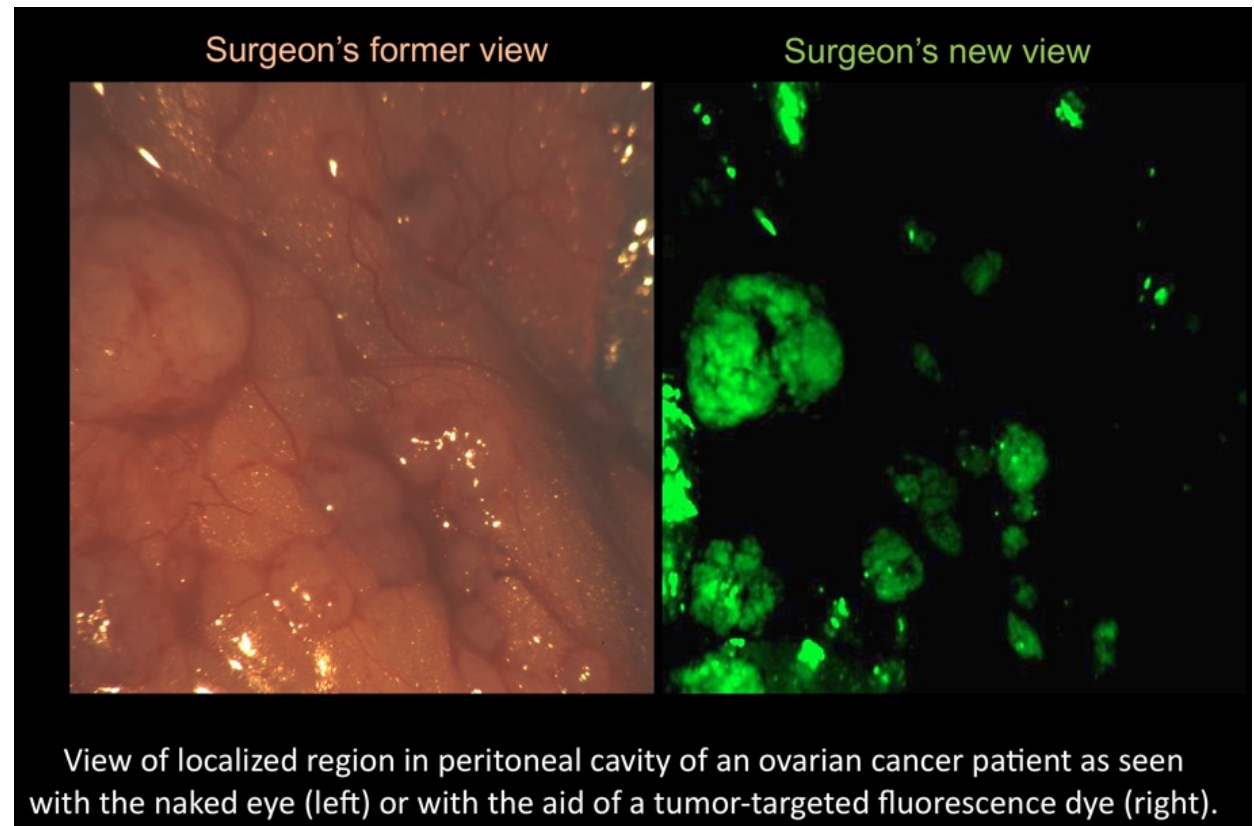 Surgeon’s former view
Surgeon’s new view
View of localized region in peritoneal cavity of an ovarian cancer patient as seen
with the naked eye (left) or with the aid of a tumor-targeted fluorescence dye (right).